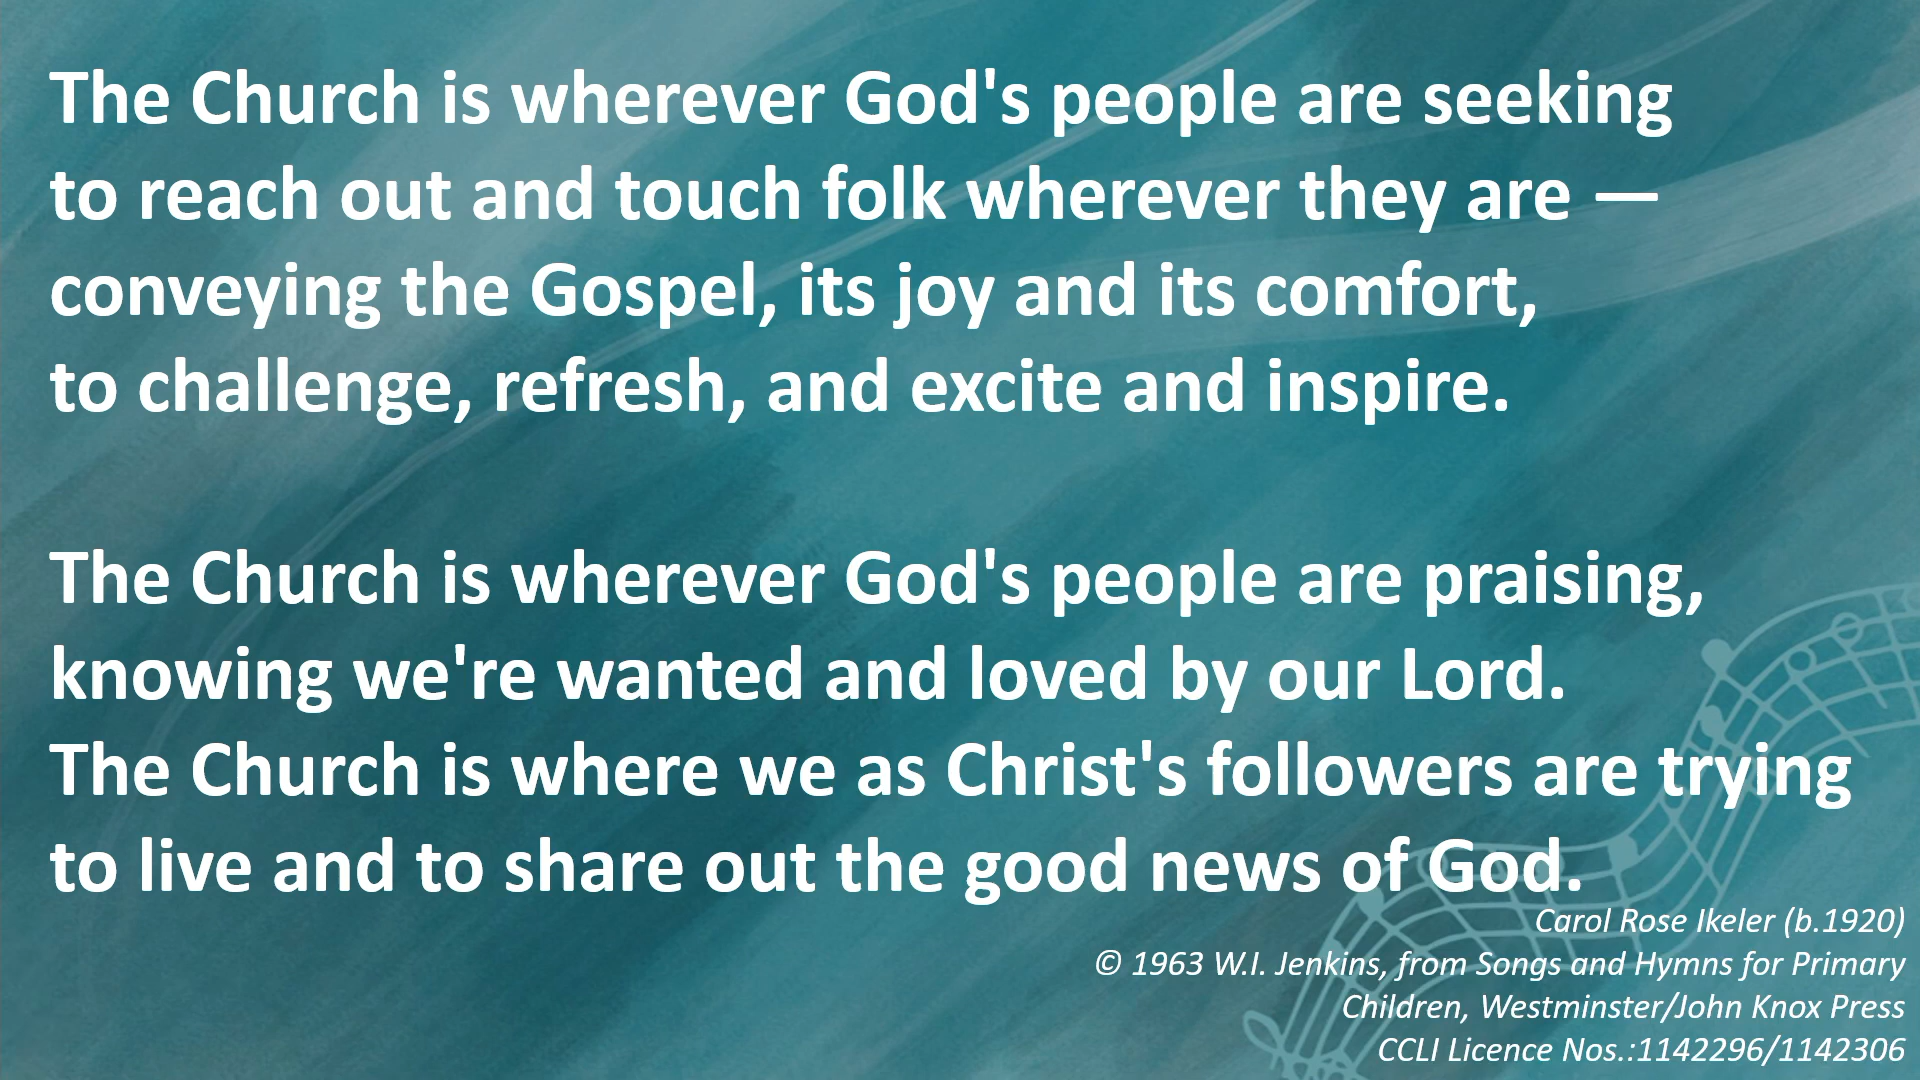 The Church is wherever God's people are seeking
to reach out and touch folk wherever they are —
conveying the Gospel, its joy and its comfort,
to challenge, refresh, and excite and inspire.
The Church is wherever God's people are praising,
knowing we're wanted and loved by our Lord.
The Church is where we as Christ's followers are trying
to live and to share out the good news of God.
Carol Rose Ikeler (b.1920)
© 1963 W.I. Jenkins, from Songs and Hymns for Primary
Children, Westminster/John Knox Press
CCLI Licence Nos.:1142296/1142306